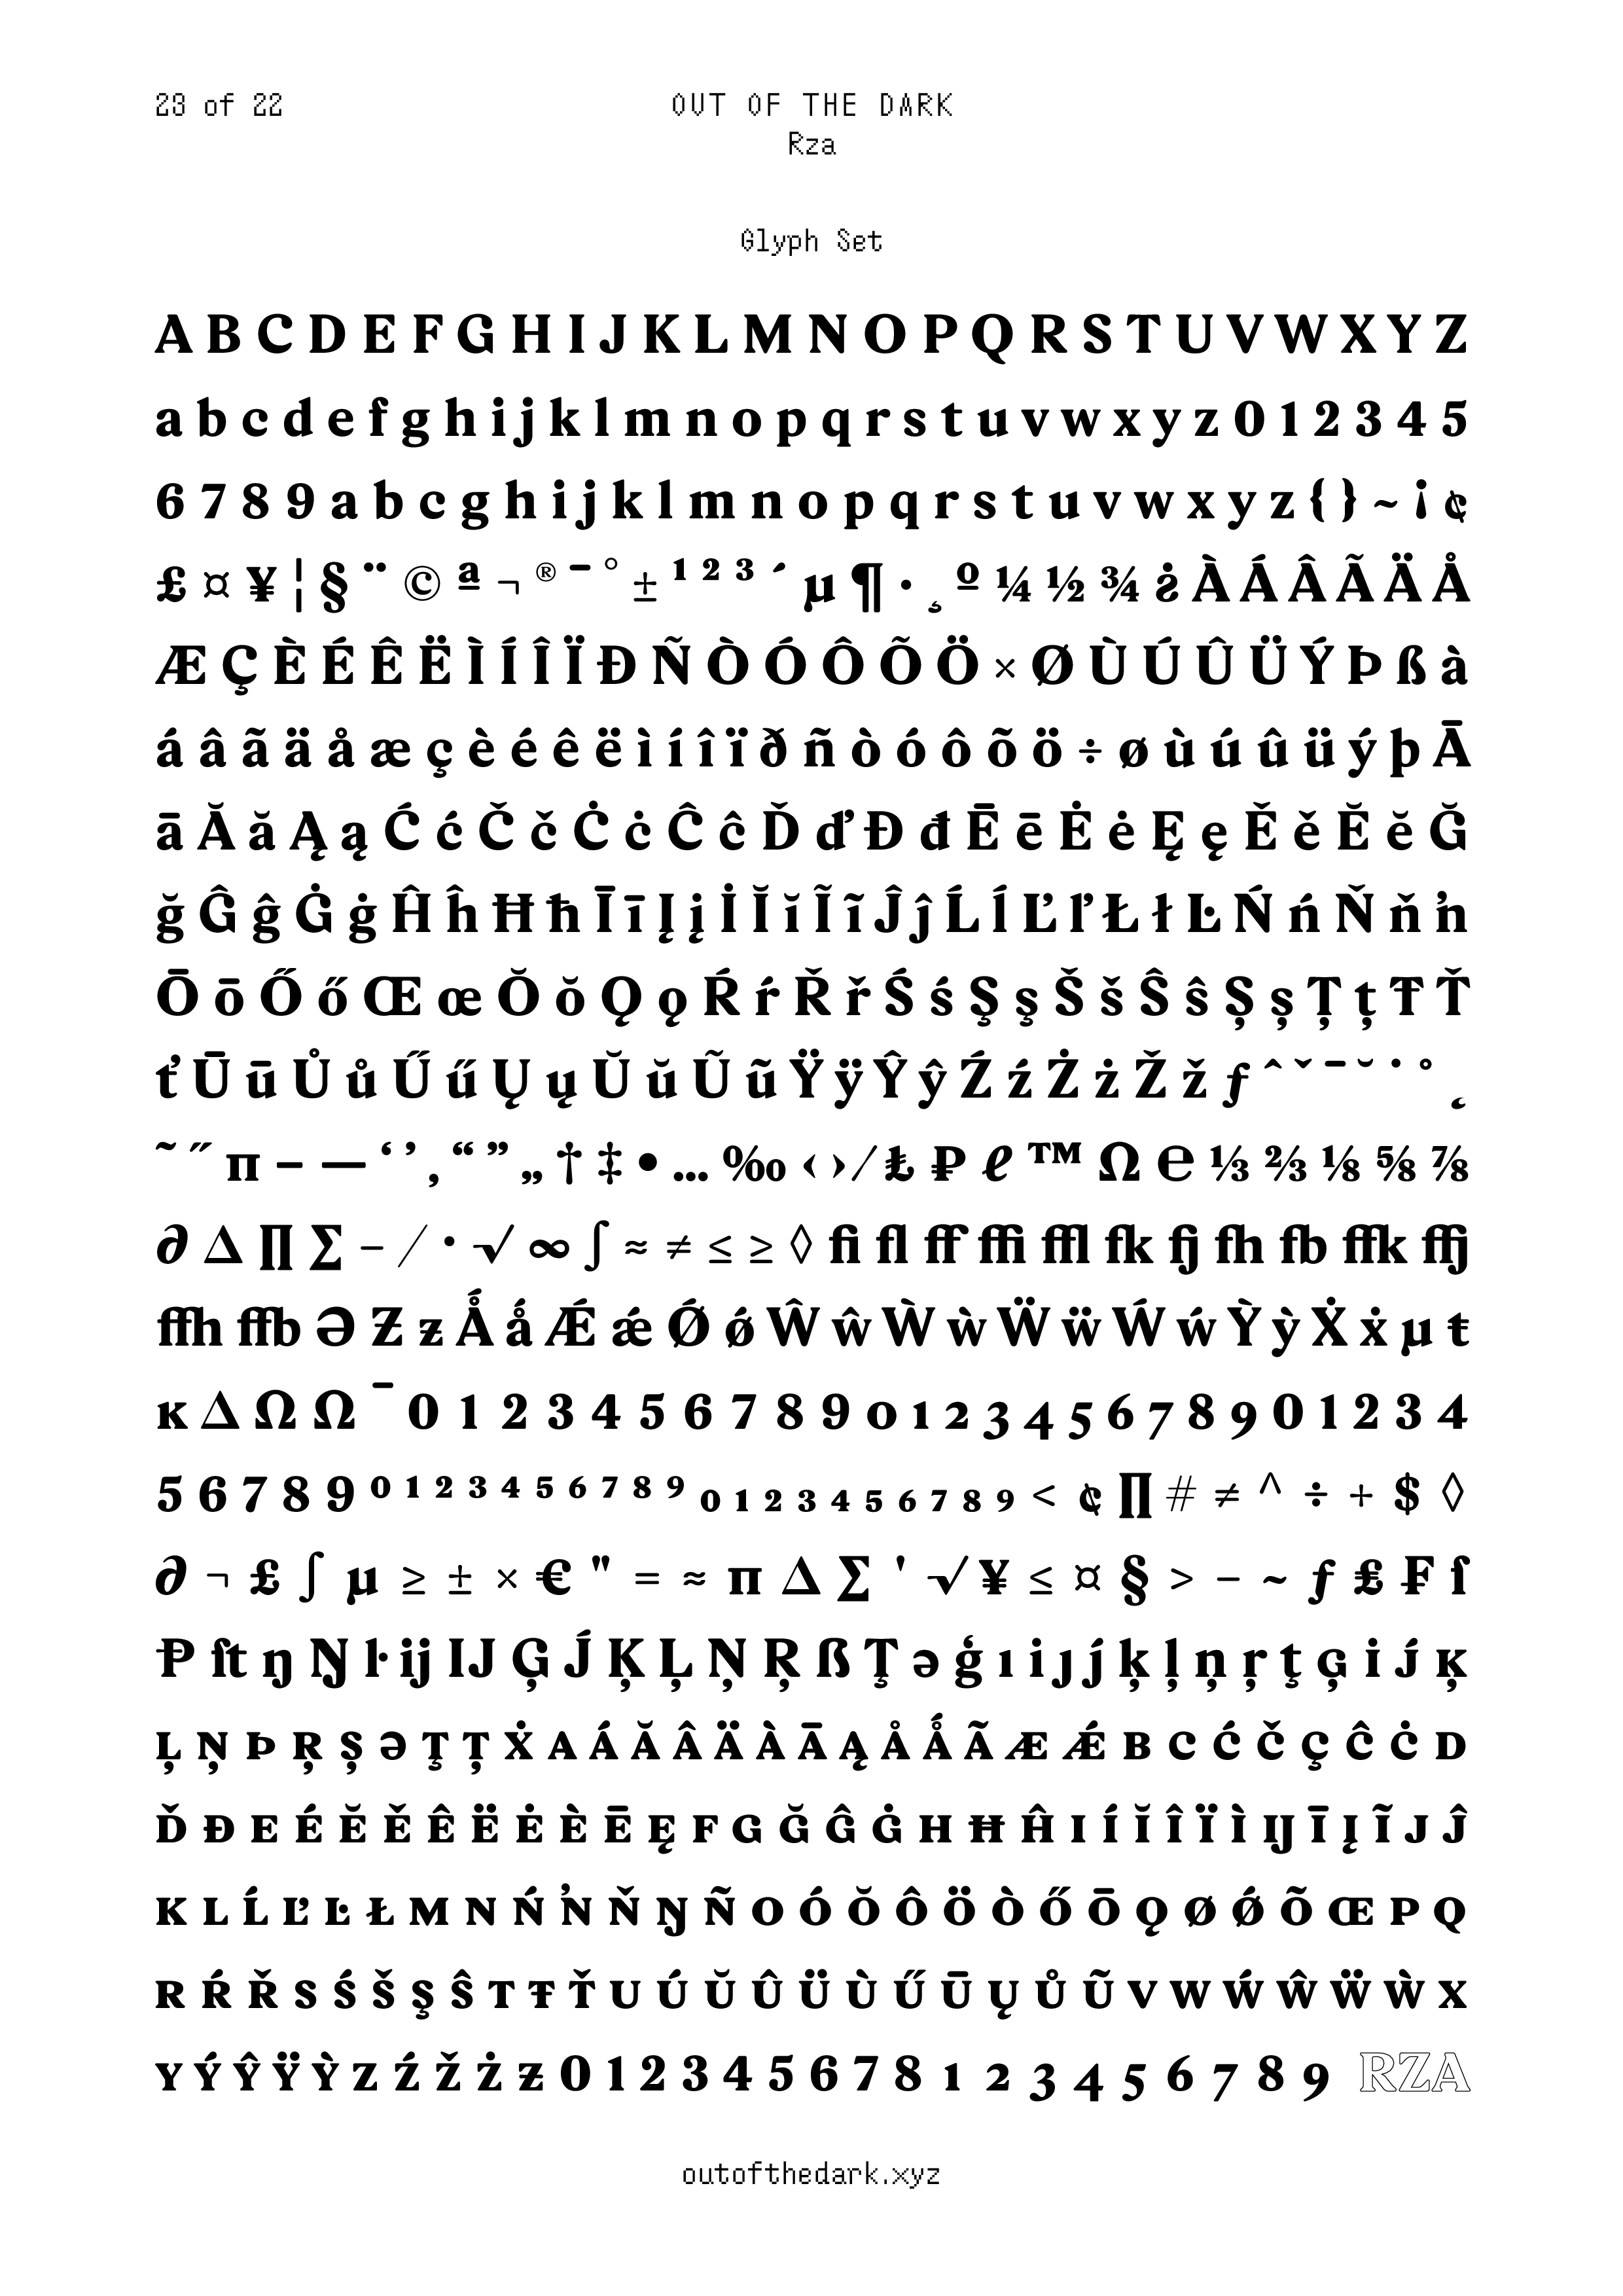 23 of 22
OUT OF THE DARK
Rza
Glyph Set
A B C D E F G H I J K L M N O P Q R S T U V W X Y Z
a b c d e f g h i j k l m n o p q r s t u v w x y z 0 1 2 3 4 5
6 7 8 9 a b c g h i j k l m n o p q r s t u v w x y z { } ~ ¡ ¢
£ ¤ ¥ ¦ § ¨ © ª ¬ ® ¯ ° ± ¹ ² ³ ´ µ ¶ · ¸ º ¼ ½ ¾ ¿ À Á Â Ã Ä Å
Æ Ç È É Ê Ë Ì Í Î Ï Ð Ñ Ò Ó Ô Õ Ö × Ø Ù Ú Û Ü Ý Þ ß à
á â ã ä å æ ç è é ê ë ì í î ï ð ñ ò ó ô õ ö ÷ ø ù ú û ü ý þ Ā
ā Ă ă Ą ą Ć ć Č č Ċ ċ Ĉ ĉ Ď ď Đ đ Ē ē Ė ė Ę ę Ě ě Ĕ ĕ Ğ
ğ Ĝ ĝ Ġ ġ Ĥ ĥ Ħ ħ Ī ī Į į İ Ĭ ĭ Ĩ ĩ Ĵ ĵ Ĺ ĺ Ľ ľ Ł ł Ŀ Ń ń Ň ň ŉ
Ō ō Ő ő Œ œ Ŏ ŏ Ǫ ǫ Ŕ ŕ Ř ř Ś ś Ş ş Š š Ŝ ŝ Ș ș Ț ț Ŧ Ť
ť Ū ū Ů ů Ű ű Ų ų Ŭ ŭ Ũ ũ Ÿ ÿ Ŷ ŷ Ź ź Ż ż Ž ž ƒ ˆ ˇ ˉ ˘ ˙ ˚ ˛
˜ ˝ π – — ‘ ’ ‚ “ ” „ † ‡ • … ‰ ‹ › ⁄ ₺ ₽ ℓ ™ Ω ℮ ⅓ ⅔ ⅛ ⅝ ⅞
∂ ∆ ∏ ∑ − ∕ ∙ √ ∞ ∫ ≈ ≠ ≤ ≥ ◊ fi fl ff ffi ffl fk fj fh fb ffk ffj
ffh ffb Ə Ƶ ƶ Ǻ ǻ Ǽ ǽ Ǿ ǿ Ŵ ŵ Ẁ ẁ Ẅ ẅ Ẃ ẃ Ỳ ỳ Ẋ ẋ μ ŧ
ĸ ∆ Ω Ω ˉ 0 1 2 3 4 5 6 7 8 9 0 1 2 3 4 5 6 7 8 9 0 1 2 3 4
5 6 7 8 9 ⁰ ¹ ² ³ ⁴ ⁵ ⁶ ⁷ ⁸ ⁹ ₀ ₁ ₂ ₃ ₄ ₅ ₆ ₇ ₈ ₉ < ¢ ∏ # ≠ ^ ÷ + $ ◊
∂ ¬ £ ∫ µ ≥ ± × € " = ≈ π ∆ ∑ ' √ ¥ ≤ ¤ § > − ~ ƒ ₤ ₣ ſ
Ᵽ ſt ŋ Ŋ ŀ ij IJ Ģ J́ Ķ Ļ Ņ Ŗ ẞ Ţ ə ģ ı i ȷ j́ ķ ļ ņ ŗ ţ ģ i̇ j́ ķ
Ļ Ņ Þ Ŗ Ș Ə Ţ Ț Ẋ A Á Ă Â Ä À Ā Ą Å Ǻ Ã Æ Ǽ B C Ć Č Ç Ĉ Ċ D
Ď Đ E É Ĕ Ě Ê Ë Ė È Ē Ę F G Ğ Ĝ Ġ H Ħ Ĥ I Í Ĭ Î Ï Ì IJ Ī Į Ĩ J Ĵ
K L Ĺ Ľ Ŀ Ł M N Ń ŉ Ň Ŋ Ñ O Ó Ŏ Ô Ö Ò Ő Ō Ǫ Ø Ǿ Õ Œ P Q
R Ŕ Ř S Ś Š Ş Ŝ T Ŧ Ť U Ú Ŭ Û Ü Ù Ű Ū Ų Ů Ũ V W Ẃ Ŵ Ẅ Ẁ X
Y Ý Ŷ Ÿ Ỳ Z Ź Ž Ż Ƶ 0 1 2 3 4 5 6 7 8 1 2 3 4 5 6 7 8 9 RZA
outofthedark.xyz